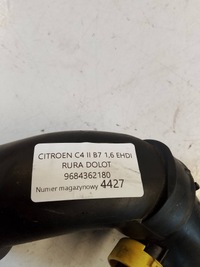 CITROEN C4 II B7 1,6 EHDI
RURA DOLOT
9684362180
Numer magazynowy 4427